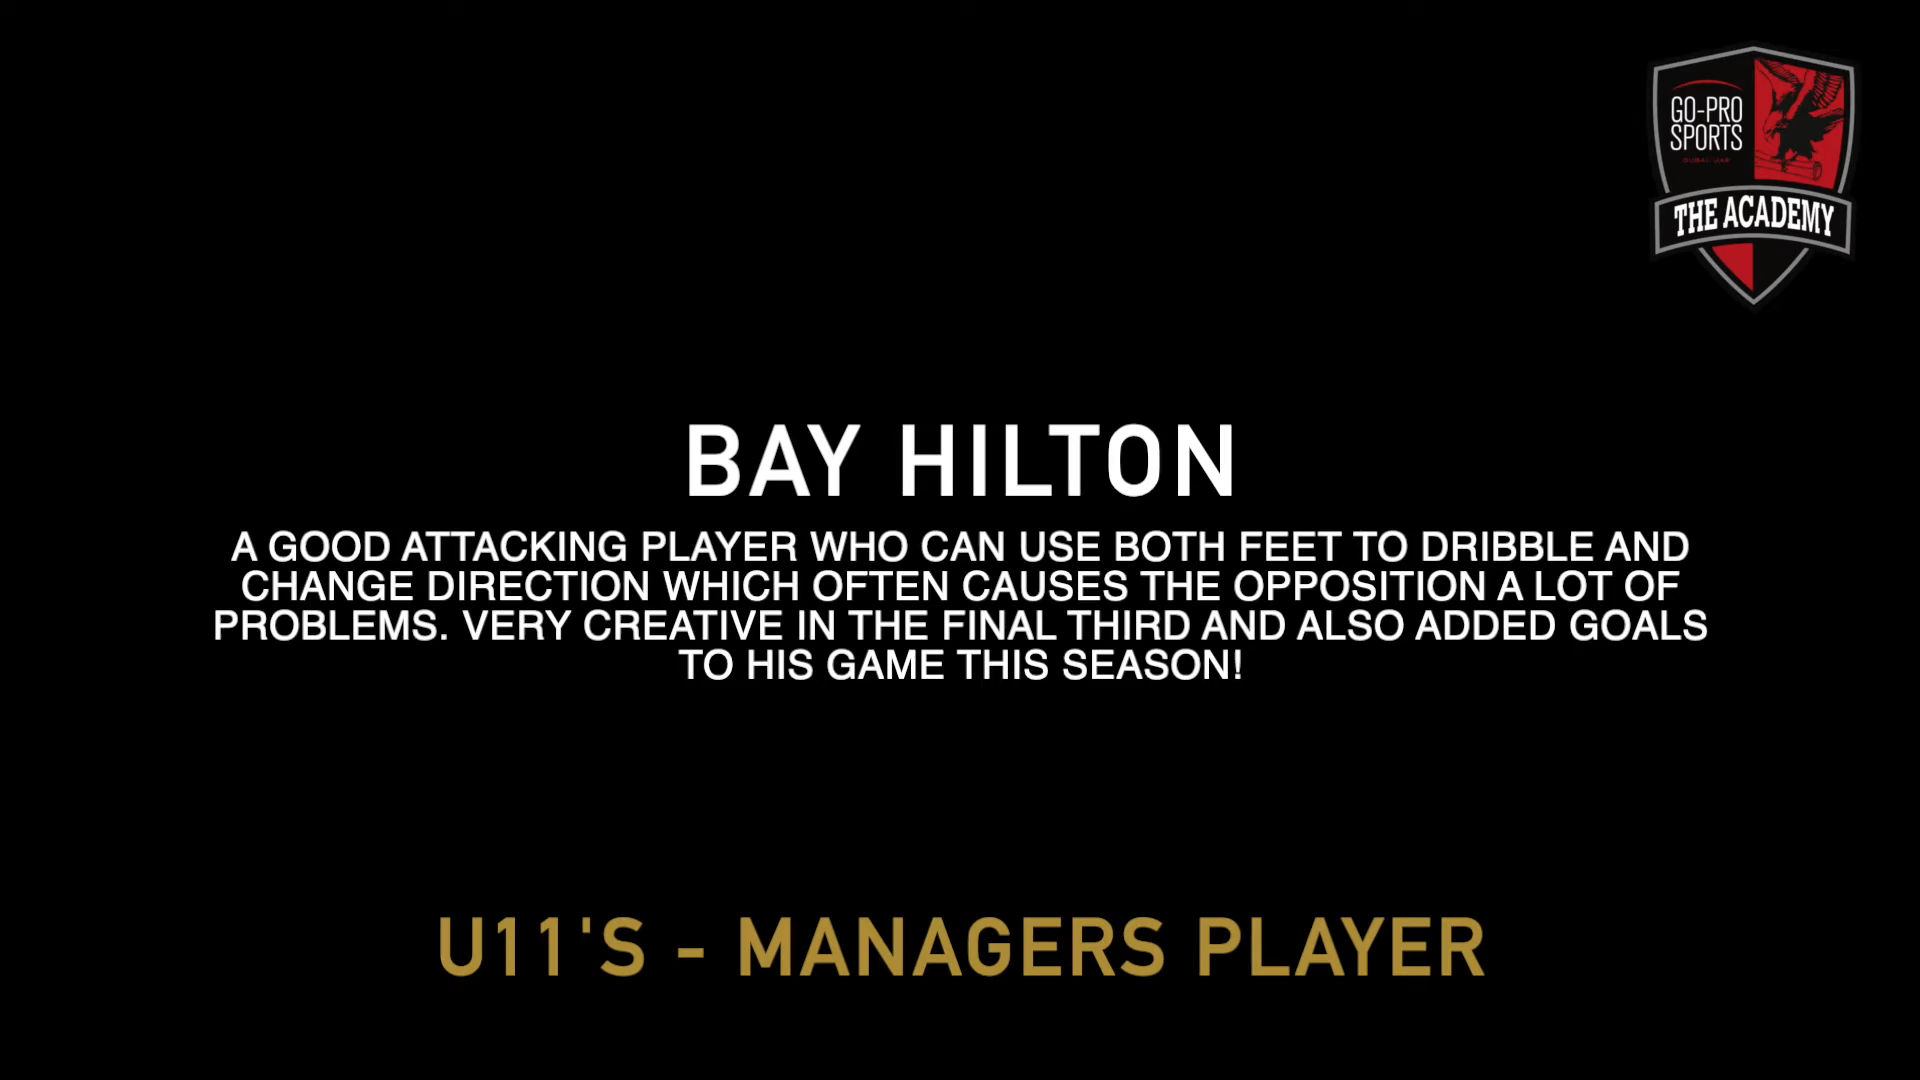 GO-PRO
SPORTS
DUBAI, UAE
THE ACADEMY
BAY HILTON
A GOOD ATTACKING PLAYER WHO CAN USE BOTH FEET TO DRIBBLE AND
CHANGE DIRECTION WHICH OFTEN CAUSES THE OPPOSITION A LOT OF
PROBLEMS. VERY CREATIVE IN THE FINAL THIRD AND ALSO ADDED GOALS
TO HIS GAME THIS SEASON!
U11'S - MANAGERS PLAYER